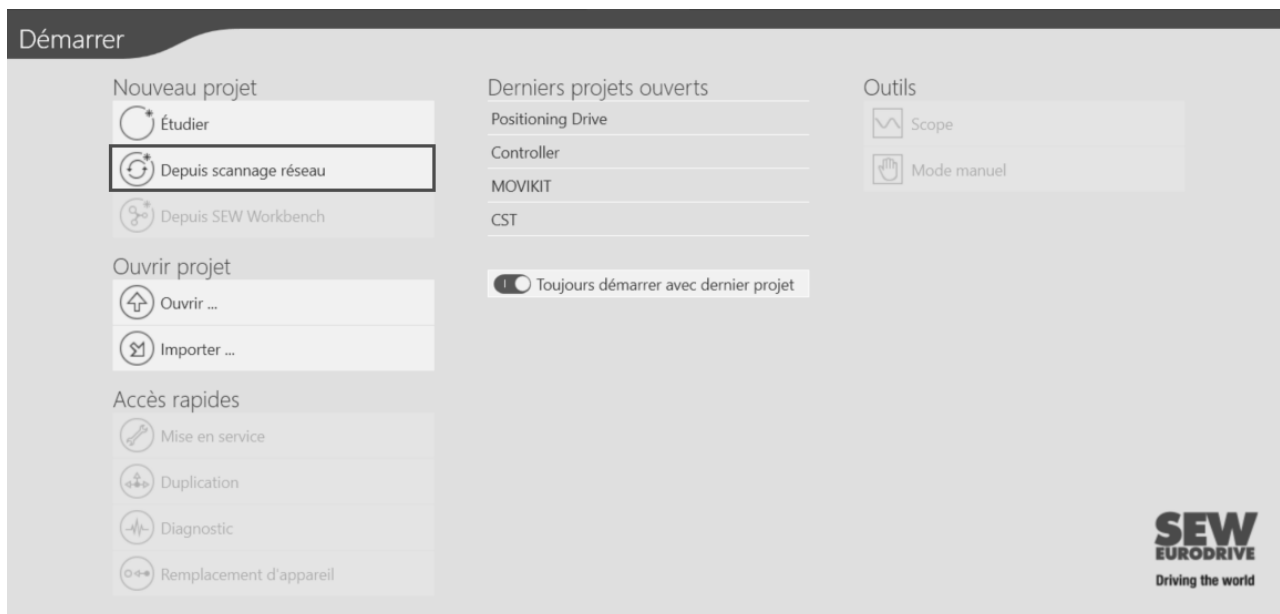 Démarrer
Nouveau projet
Étudier
Depuis scannage réseau
Depuis SEW Workbench
Ouvrir projet
Ouvrir ...
Importer ...
Accès rapides
Mise en service
Duplication
Diagnostic
Remplacement d'appareil
Derniers projets ouverts
Positioning Drive
Controller
MOVIKIT
CST
Toujours démarrer avec dernier projet
Outils
Scope
Mode manuel
SEW
EURODRIVE
Driving the world